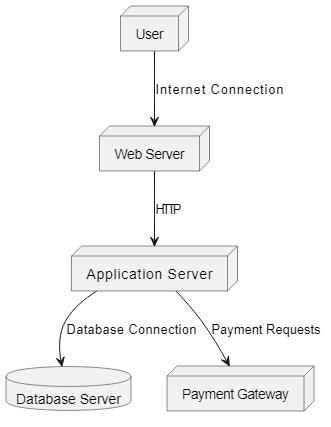 User
Internet Connection
Web Server
HTTP
Application Server
Database Connection
Payment Requests
Database Server
Payment Gateway